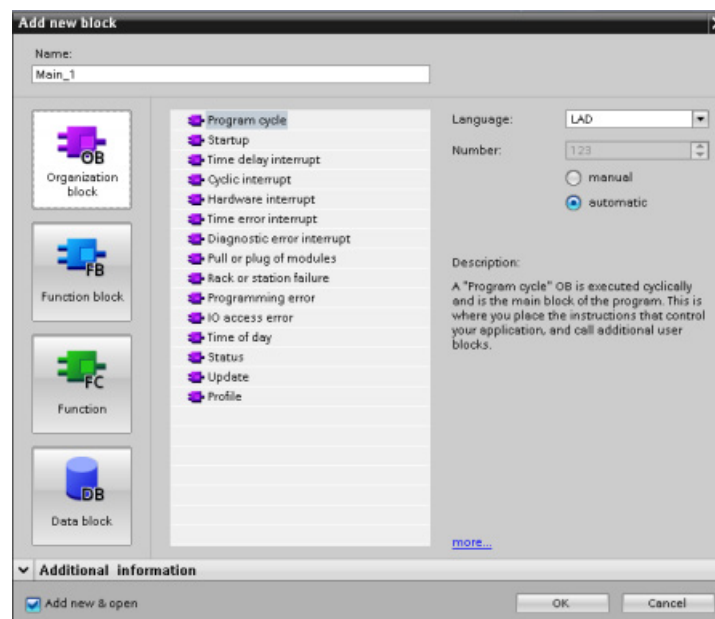 Add new block
Name:
Main_1
OB
Organization
block
FB
Function block
FC
Function
DB
Data block
Program cycle
Startup
Time delay interrupt
Cyclic interrupt
Hardware interrupt
Time error interrupt
Diagnostic error interrupt
Pull or plug of modules
Rack or station failure
Programming error
IO access error
Time of day
Status
Update
Profile
Language:
LAD
Number:
123
manual
automatic
Description:
A "Program cycle" OB is executed cyclically
and is the main block of the program. This is
where you place the instructions that control
your application, and call additional user
blocks.
more...
Additional information
Add new & open
OK
Cancel